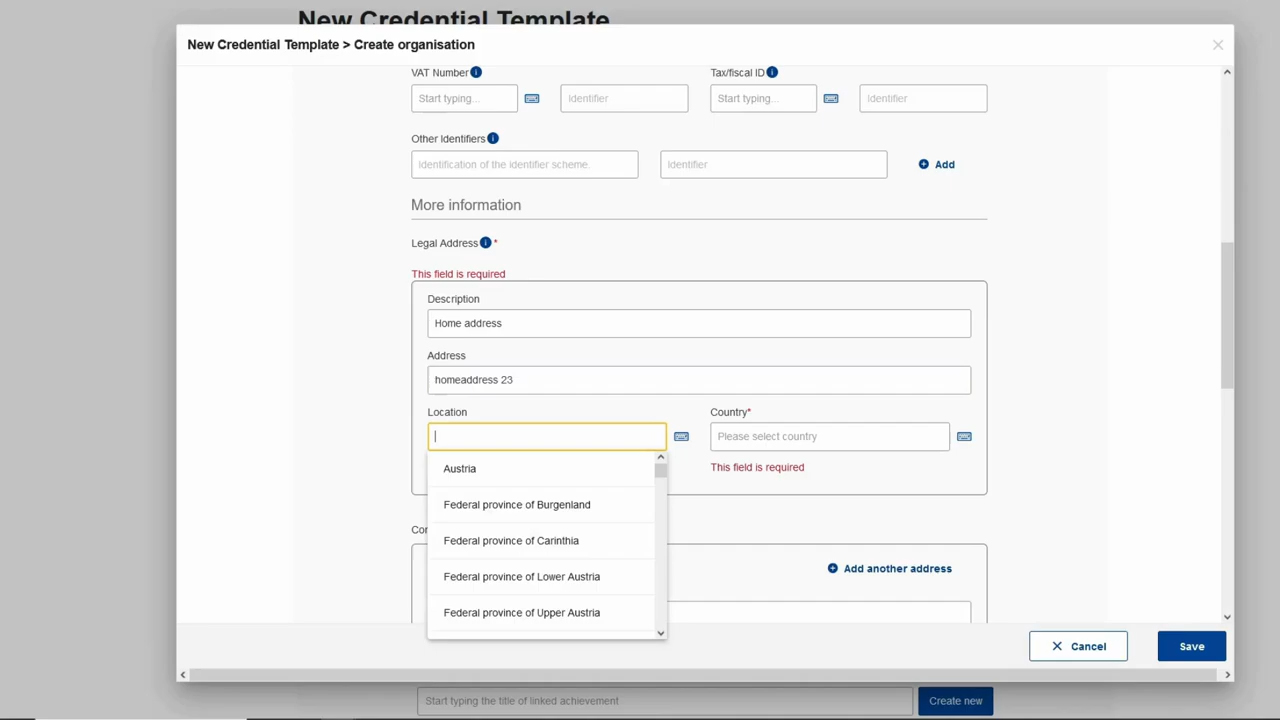 New Credential Template
New Credential Template > Create organisation
VAT Number Tax/fiscal ID
Start typing... Identifier Start typing... Identifier
Other Identifiers
Identification of the identifier scheme. Identifier Add
More information
Legal Address *
This field is required
Description
Home address
Address
homeaddress 23
Location Country*
Please select country
This field is required
Austria
Federal province of Burgenland
Federal province of Carinthia
Federal province of Lower Austria
Federal province of Upper Austria
Add another address
Cancel Save
Start typing the title of linked achievement Create new